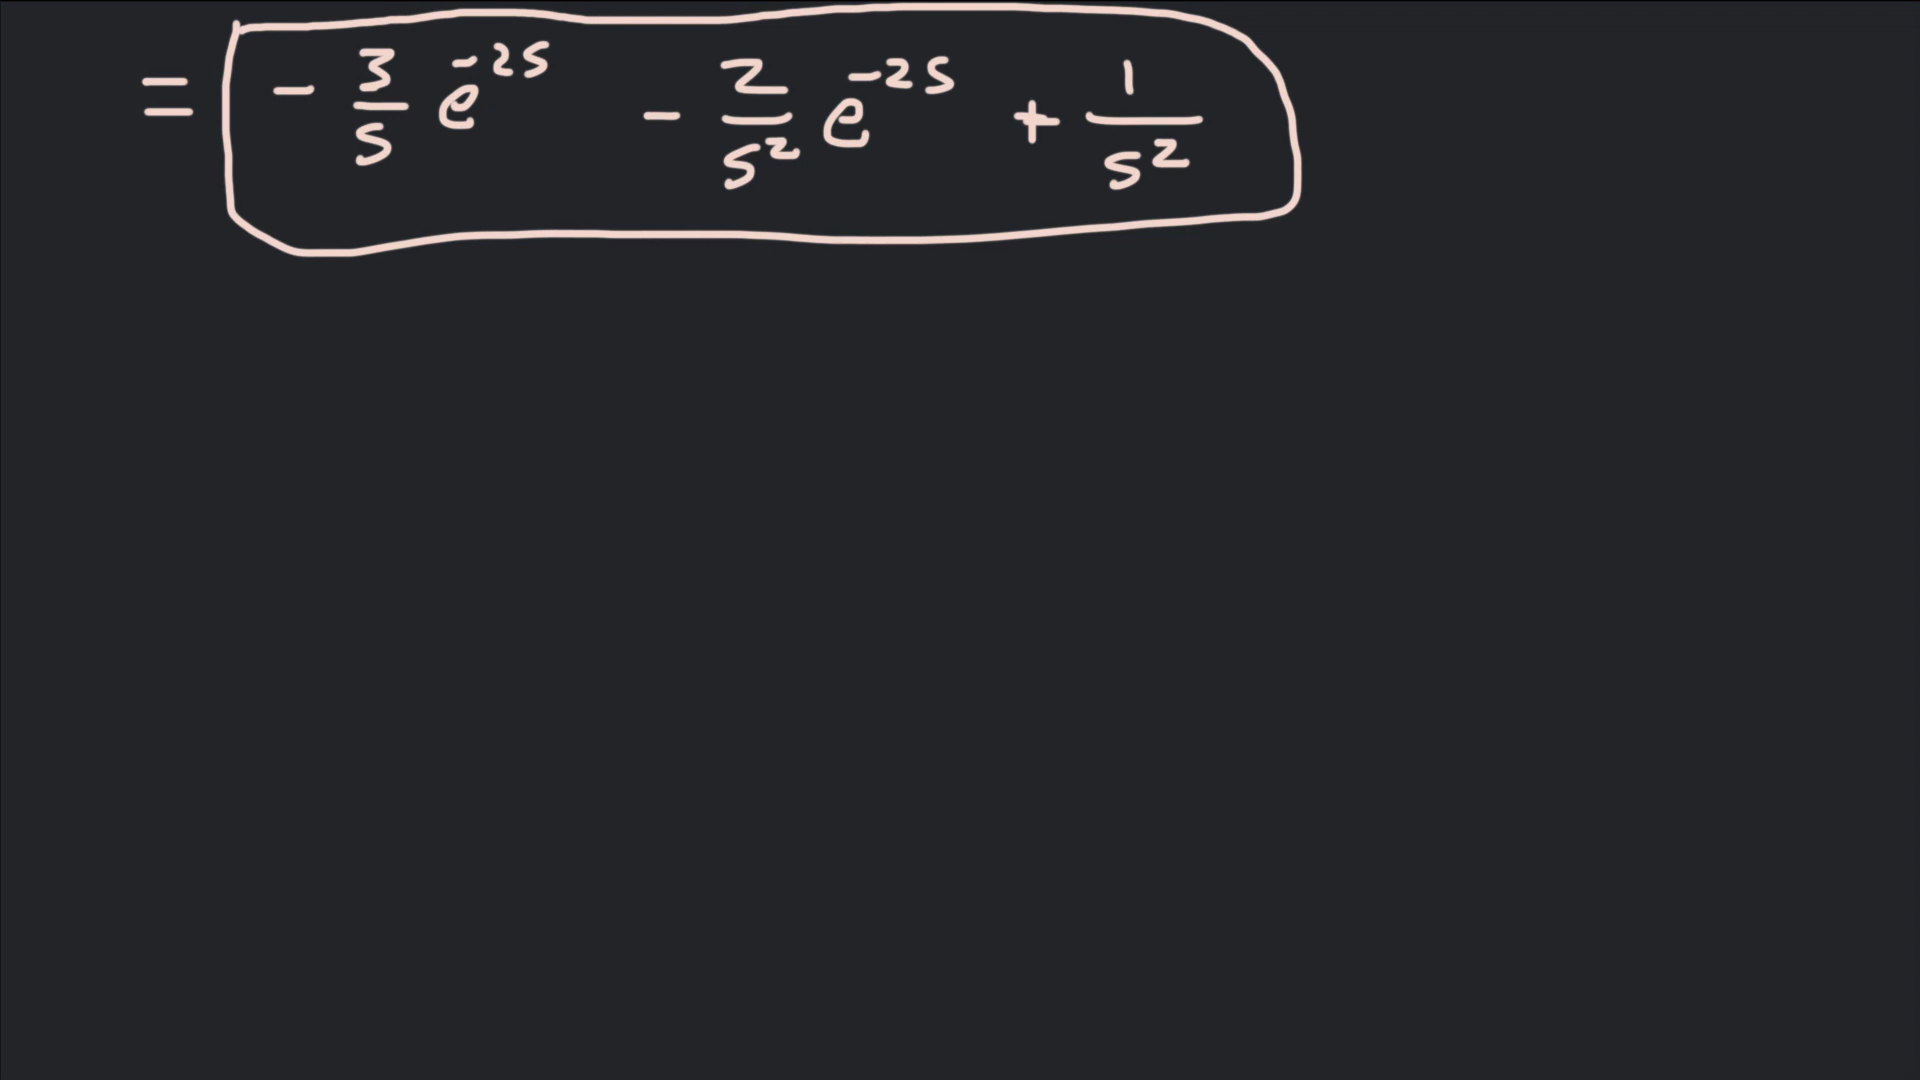 = - 3/s e^{-2s} - 2/s² e^{-2s} + 1/s²